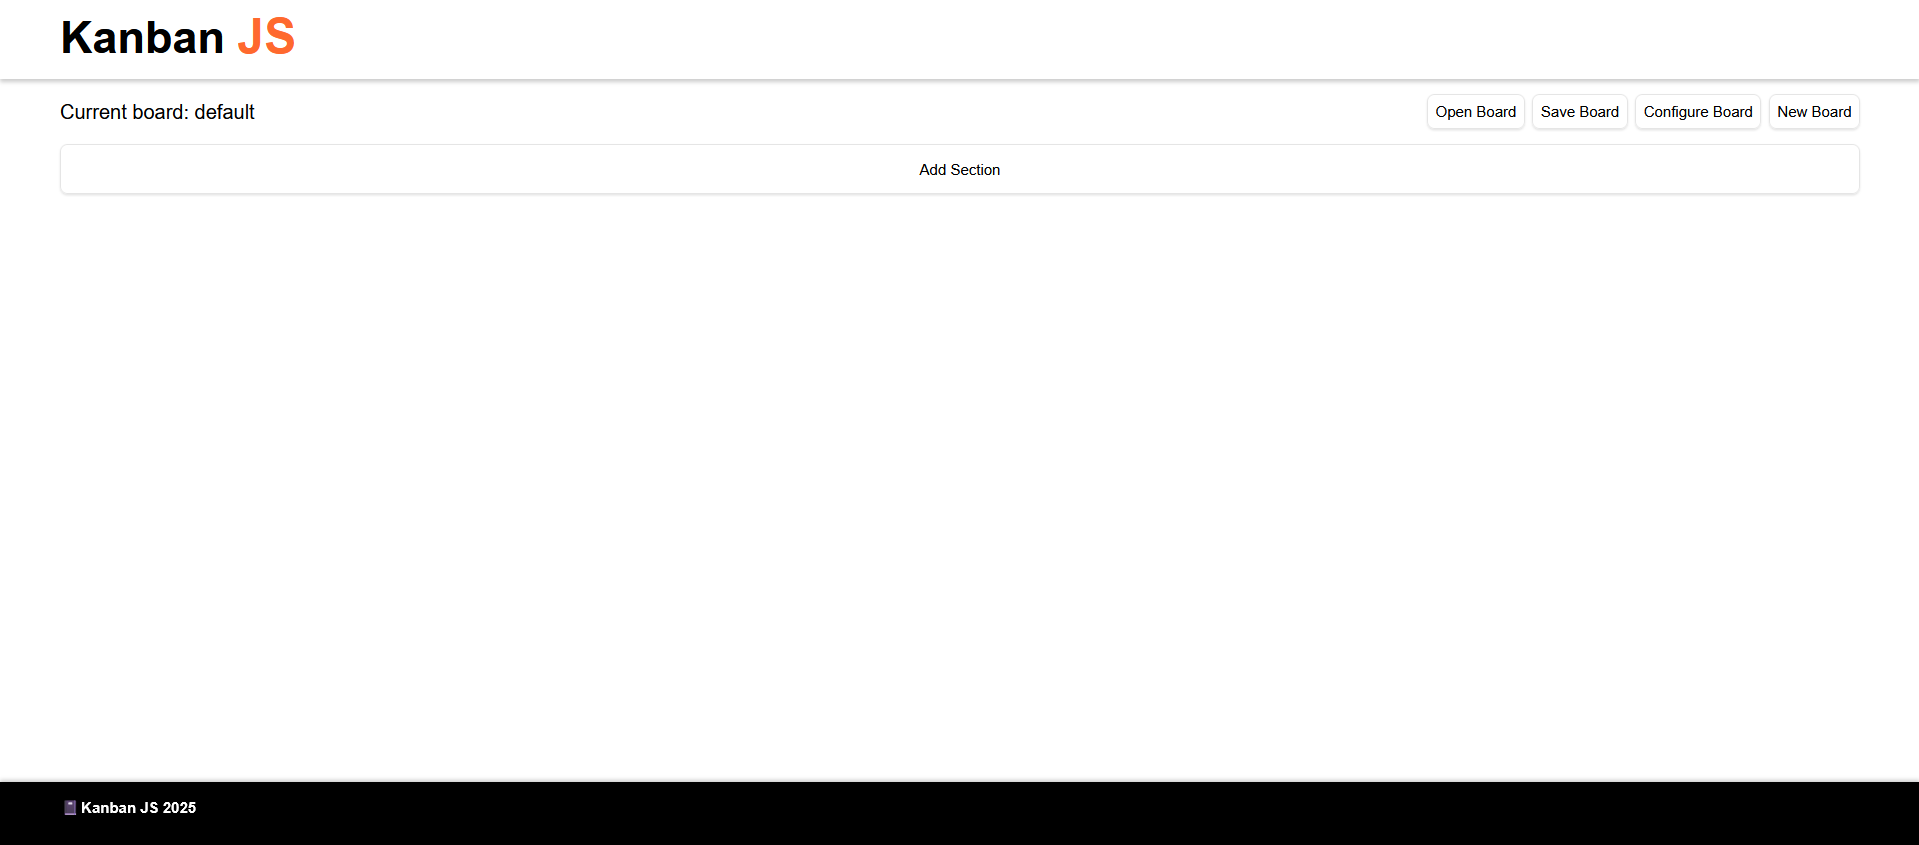 Kanban JS
Current board: default
Open Board
Save Board
Configure Board
New Board
Add Section
Kanban JS 2025